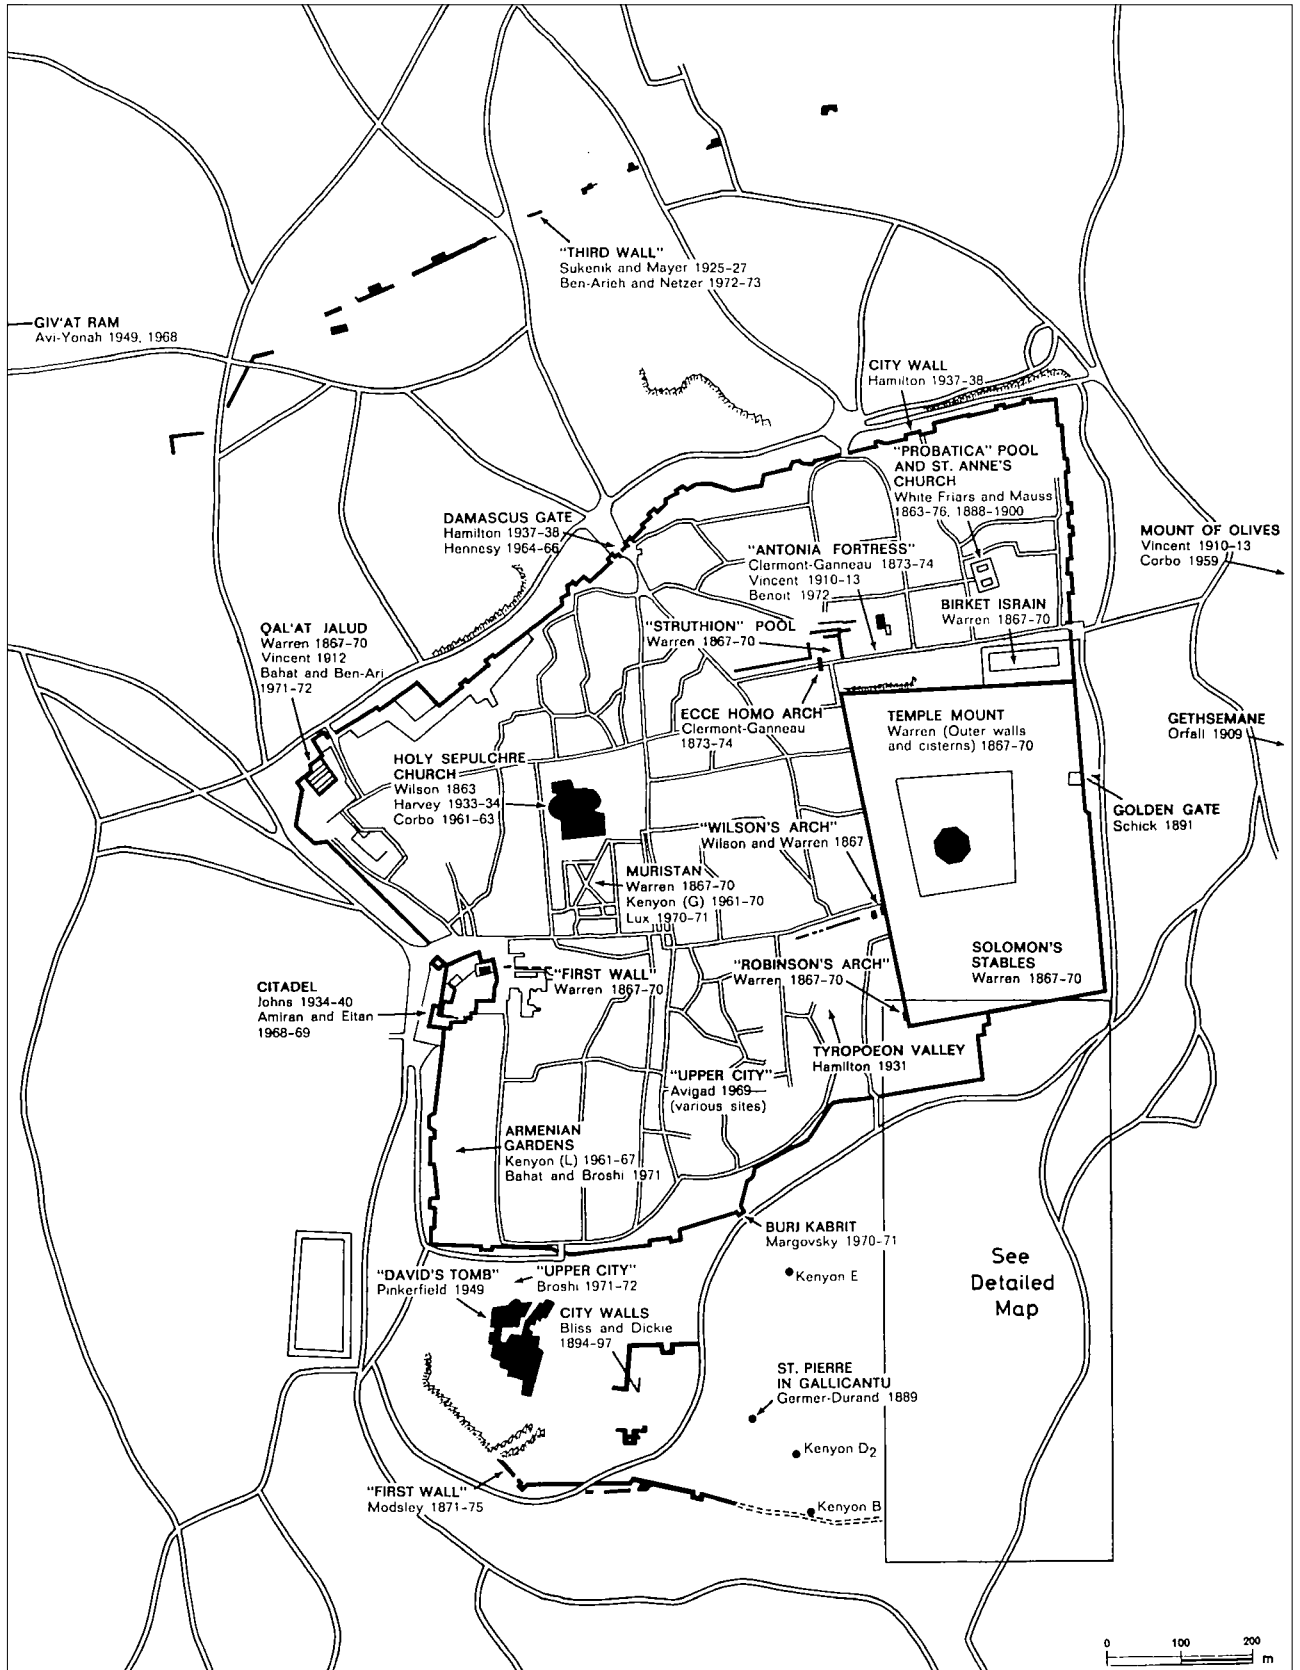 "THIRD WALL"
Sukenik and Mayer 1925-27
Ben-Arieh and Netzer 1972-73
GIV'AT RAM
Avi-Yonah 1949, 1968
CITY WALL
Hamilton 1937-38
"PROBATICA" POOL
AND ST. ANNE'S
CHURCH
White Friars and Mauss
1863-76, 1888-1900
DAMASCUS GATE
Hamilton 1937-38
Hennesy 1964-66
"ANTONIA FORTRESS"
Clermont-Ganneau 1873-74
Vincent 1910-13
Benoit 1972
MOUNT OF OLIVES
Vincent 1910-13
Corbo 1959
BIRKET ISRAIN
Warren 1867-70
"STRUTHION" POOL
Warren 1867-70
QAL'AT JALUD
Warren 1867-70
Vincent 1912
Bahat and Ben-Ari
1971-72
ECCE HOMO ARCH
Clermont-Ganneau
1873-74
TEMPLE MOUNT
Warren (Outer walls
and cisterns) 1867-70
GETHSEMANE
Orfall 1909
HOLY SEPULCHRE
CHURCH
Wilson 1863
Harvey 1933-34
Corbo 1961-63
GOLDEN GATE
Schick 1891
"WILSON'S ARCH"
Wilson and Warren 1867
MURISTAN
Warren 1867-70
Kenyon (G) 1961-70
Lux 1970-71
SOLOMON'S
STABLES
Warren 1867-70
"FIRST WALL"
Warren 1867-70
"ROBINSON'S ARCH"
Warren 1867-70
CITADEL
Johns 1934-40
Amiran and Eitan
1968-69
TYROPOEON VALLEY
Hamilton 1931
"UPPER CITY"
Avigad 1969
(various sites)
ARMENIAN
GARDENS
Kenyon (L) 1961-67
Bahat and Broshi 1971
BURJ KABRIT
Margovsky 1970-71
"DAVID'S TOMB"
Pinkerfield 1949
"UPPER CITY"
Broshi 1971-72
Kenyon E
See
Detailed
Map
CITY WALLS
Bliss and Dickie
1894-97
ST. PIERRE
IN GALLICANTU
Germer-Durand 1889
Kenyon D2
"FIRST WALL"
Modsley 1871-75
Kenyon B
0 100 200
m